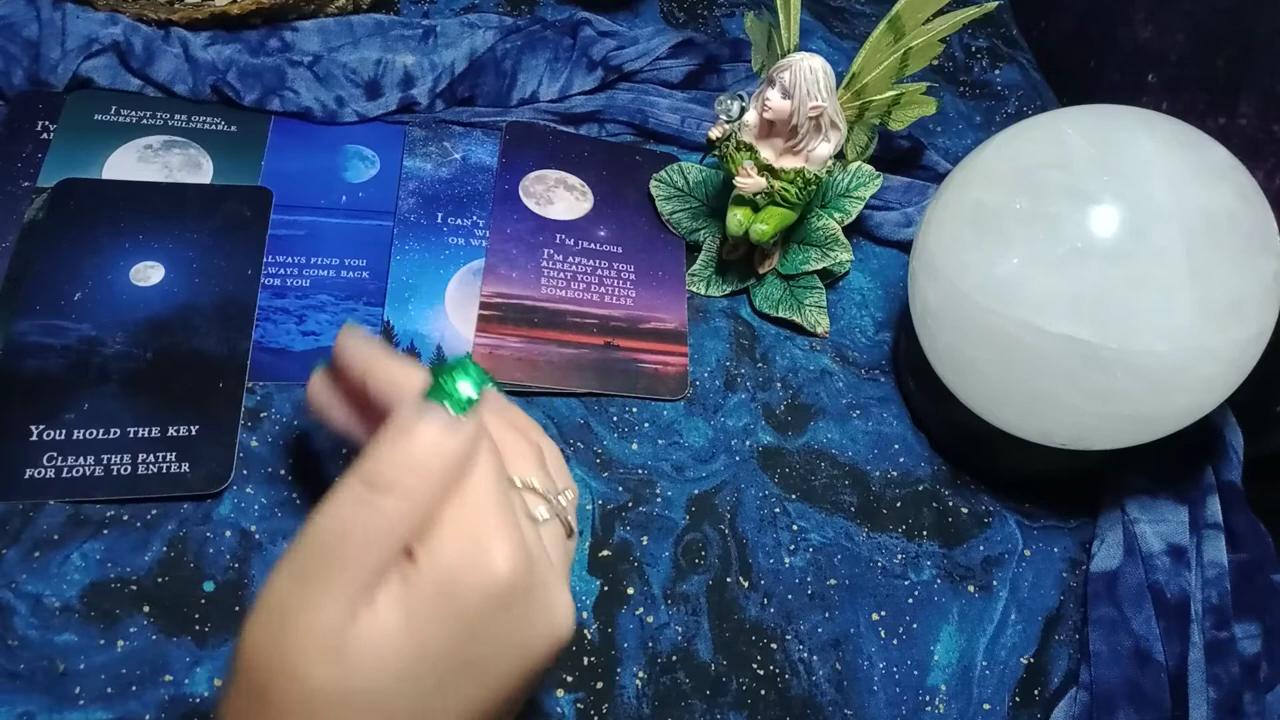 I'V
I WANT TO BE OPEN,
HONEST AND VULNERABLE
YOU HOLD THE KEY
CLEAR THE PATH
FOR LOVE TO ENTER
ALWAYS FIND YOU
ALWAYS COME BACK
FOR YOU
I CAN'T
OR
I'M JEALOUS
I'M AFRAID YOU
ALREADY ARE OR
THAT YOU WILL
END UP DATING
SOMEONE ELSE